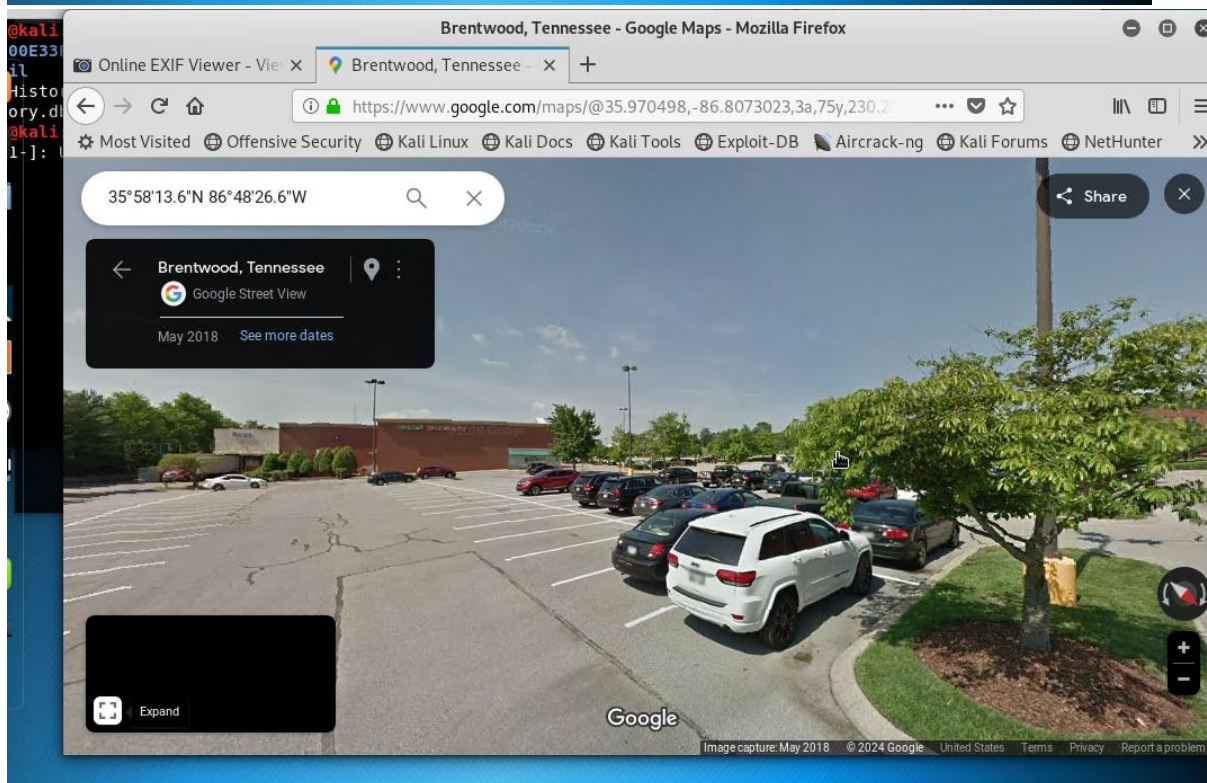 @kali
00E33
il
Histo
ory.d
@kali
1-]:
Brentwood, Tennessee - Google Maps - Mozilla Firefox
Online EXIF Viewer - Vie
Brentwood, Tennessee -
https://www.google.com/maps/@35.970498,-86.8073023,3a,75y,230.2
Most Visited Offensive Security Kali Linux Kali Docs Kali Tools Exploit-DB Aircrack-ng Kali Forums NetHunter
35°58'13.6"N 86°48'26.6"W
Share
Brentwood, Tennessee
Google Street View
May 2018 See more dates
Expand
Google
Image capture: May 2018 © 2024 Google United States Terms Privacy Report a problem